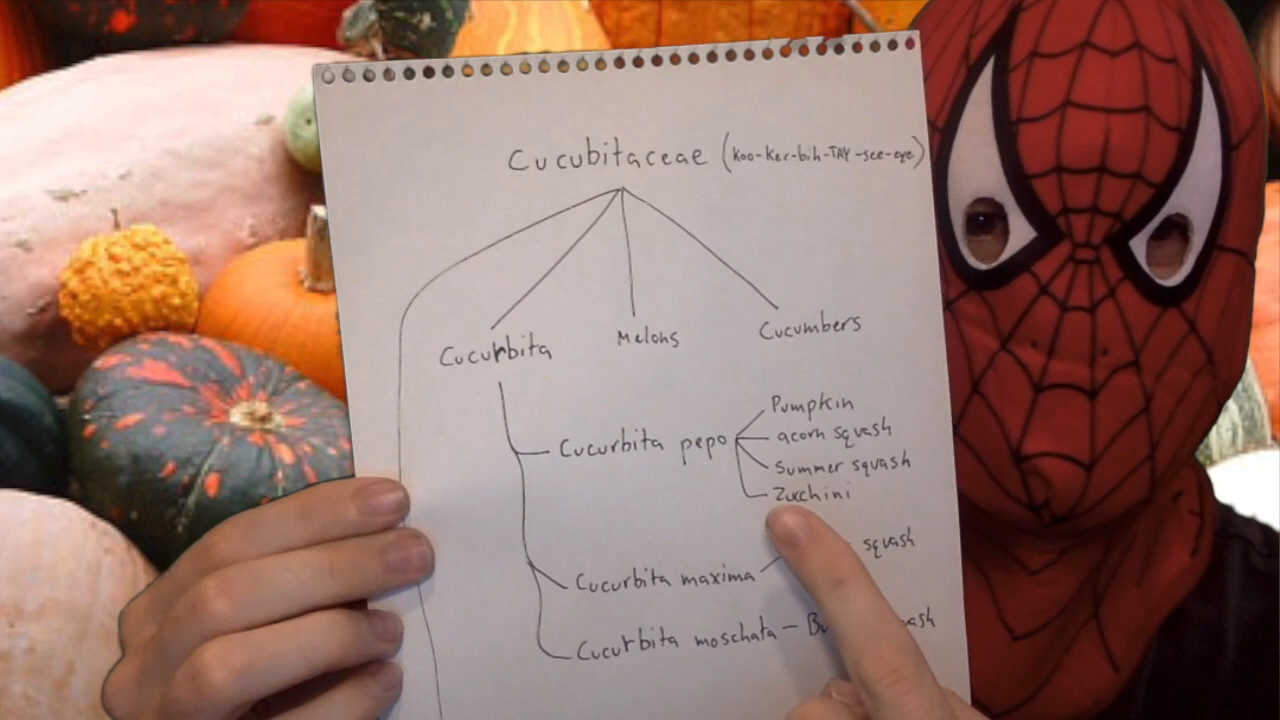 Cucubitaceae (Koo-Ker-bih-TAY-see-eye)
Cucurbita
Melons
Cucumbers
Cucurbita pepo
Pumpkin
acorn squash
Summer squash
Zucchini
Cucurbita maxima
squash
Cucurbita moschata -